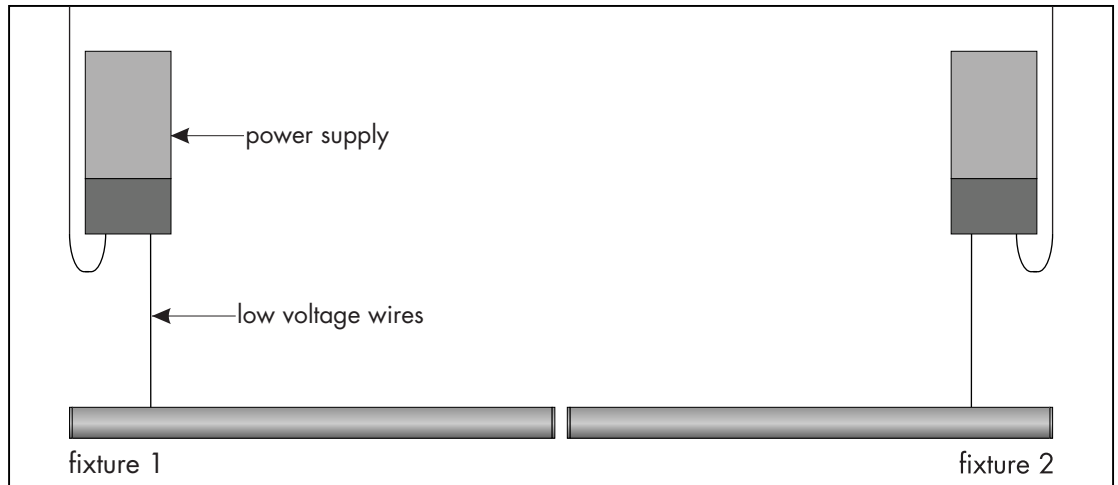 power supply
low voltage wires
fixture 1
fixture 2